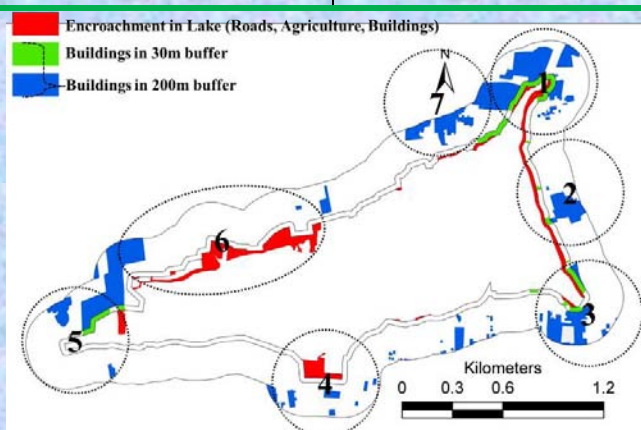 Encroachment in Lake (Roads, Agriculture, Buildings)
Buildings in 30m buffer
Buildings in 200m buffer
N
7
1
2
6
3
5
4
Kilometers
0 0.3 0.6 1.2